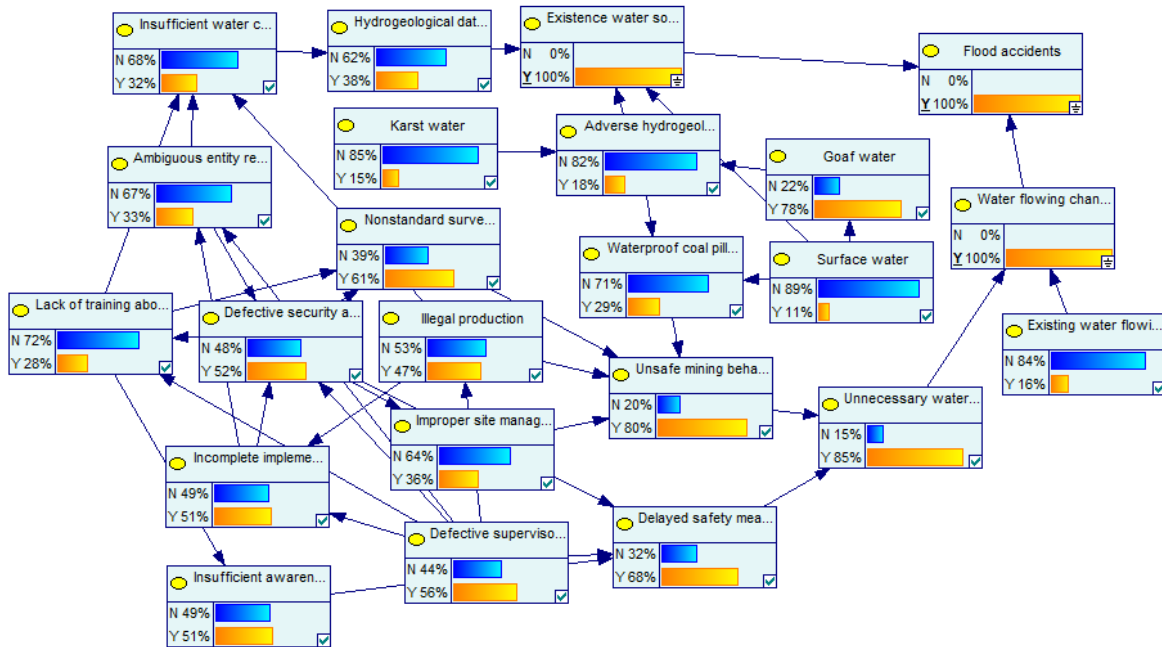 Insufficient water c...
N 68%
Y 32%
Hydrogeological dat...
N 62%
Y 38%
Existence water so...
N 0%
Y 100%
Flood accidents
N 0%
Y 100%
Karst water
N 85%
Y 15%
Adverse hydrogeol...
N 82%
Y 18%
Goaf water
N 22%
Y 78%
Ambiguous entity re...
N 67%
Y 33%
Nonstandard surve...
N 39%
Y 61%
Waterproof coal pill...
N 71%
Y 29%
Surface water
N 89%
Y 11%
Water flowing chan...
N 0%
Y 100%
Lack of training abo...
N 72%
Y 28%
Defective security a...
N 48%
Y 52%
Illegal production
N 53%
Y 47%
Unsafe mining beha...
N 20%
Y 80%
Existing water flowi...
N 84%
Y 16%
Improper site manag...
N 64%
Y 36%
Unnecessary water...
N 15%
Y 85%
Incomplete impleme...
N 49%
Y 51%
Defective superviso...
N 44%
Y 56%
Delayed safety mea...
N 32%
Y 68%
Insufficient awaren...
N 49%
Y 51%